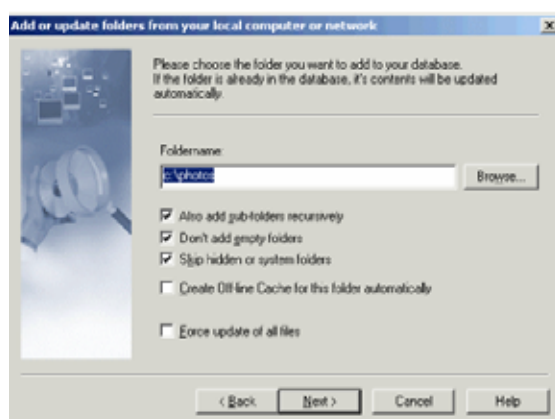 Add or update folders from your local computer or network
Please choose the folder you want to add to your database.
If the folder is already in the database, it's contents will be updated
automatically.
Foldername:
c:\photos
Browse...
Also add sub-folders recursively
Don't add empty folders
Skip hidden or system folders
Create Off-line Cache for this folder automatically
Force update of all files
< Back
Next >
Cancel
Help